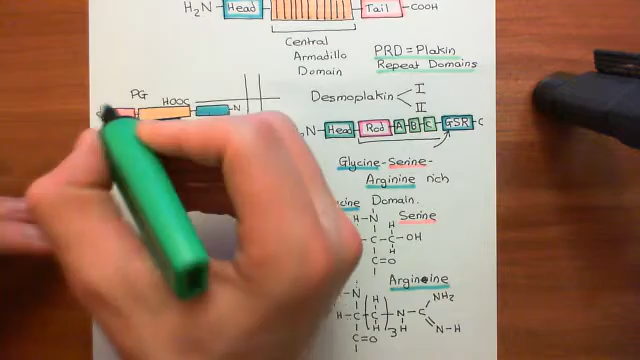 H₂N Head Tail COOH
Central
Armadillo
Domain
PRD = Plakin
Repeat Domains
PG
HOOC
N
Desmoplakin I
II
N Head Rod A B C GSR C
Glycine-Serine-
Arginine rich
Domain.
H-N
Serine
H
C-C-OH
H
C=O
Arginine
N
H
NH₂
H-C-C-N-C
H
H
3
N-H
C=O